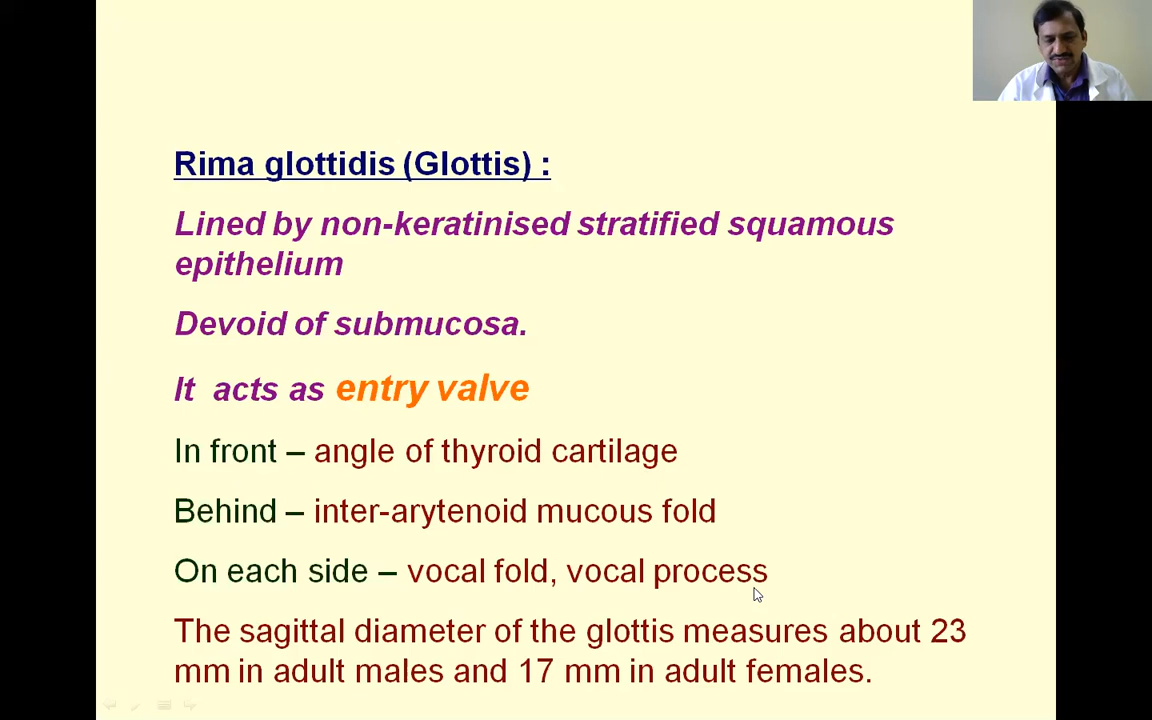 Rima glottidis (Glottis) :
Lined by non-keratinised stratified squamous
epithelium
Devoid of submucosa.
It acts as entry valve
In front – angle of thyroid cartilage
Behind – inter-arytenoid mucous fold
On each side – vocal fold, vocal process
The sagittal diameter of the glottis measures about 23
mm in adult males and 17 mm in adult females.